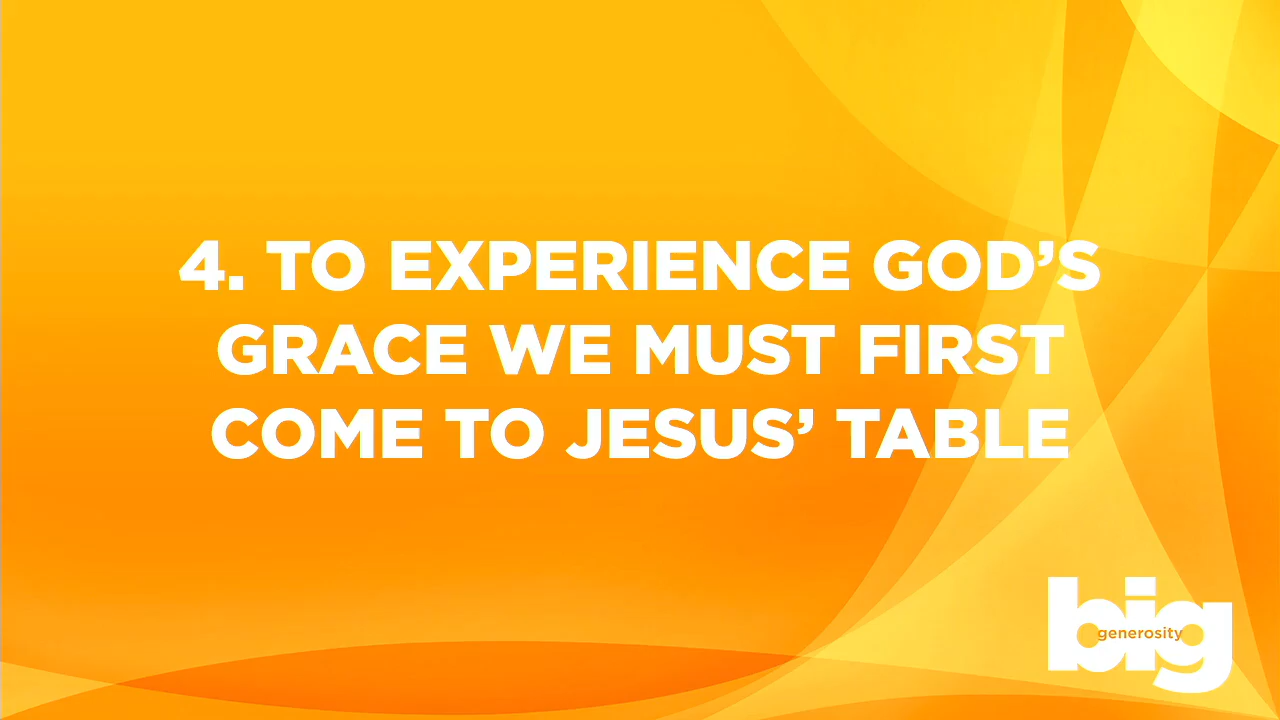 4. TO EXPERIENCE GOD’S
GRACE WE MUST FIRST
COME TO JESUS’ TABLE
big
generosity